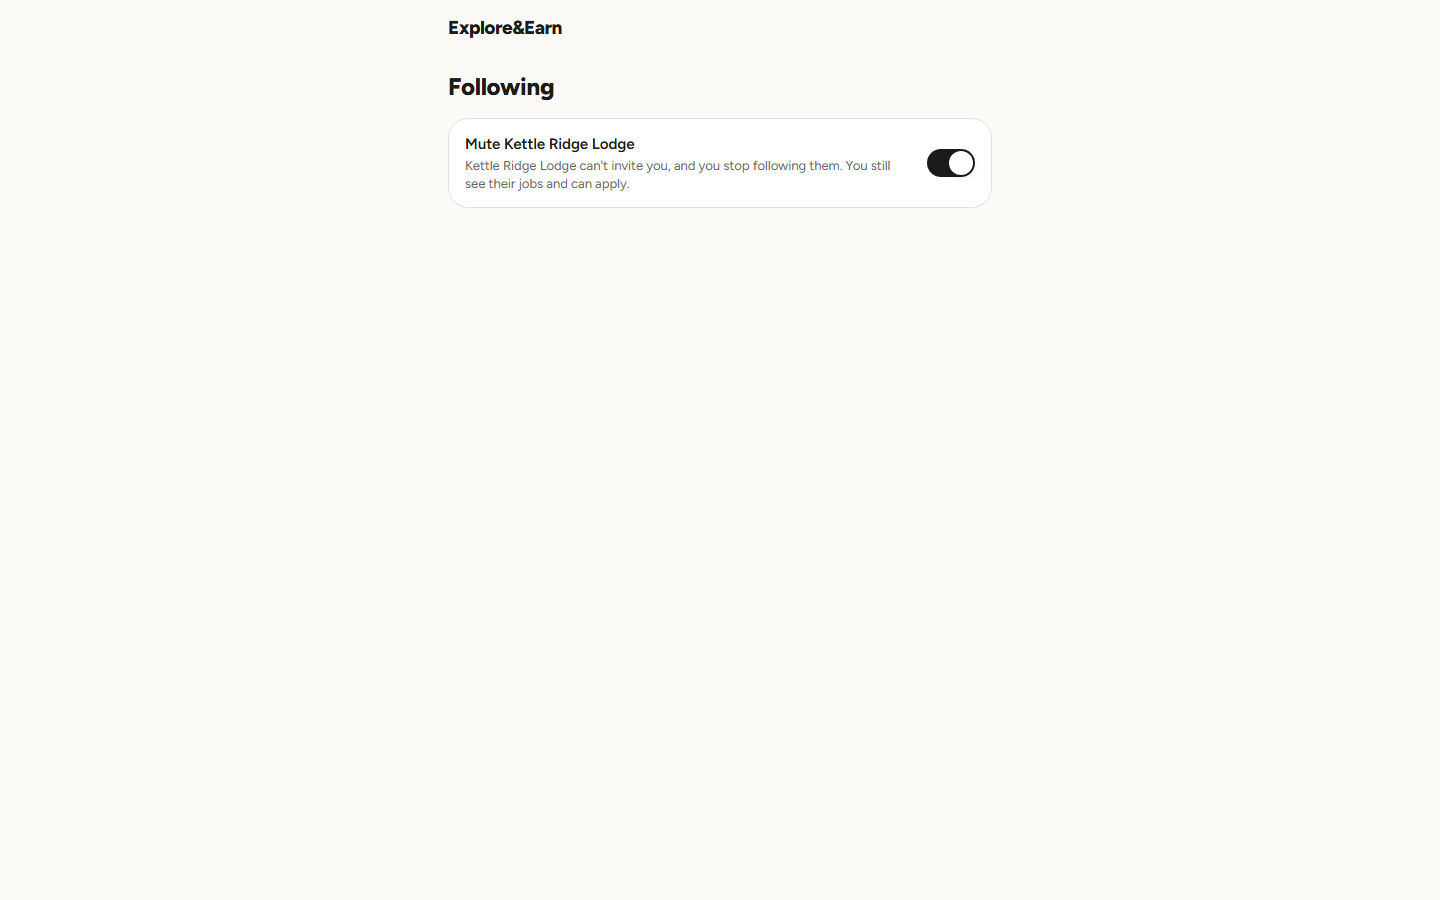 Explore&Earn
Following
Mute Kettle Ridge Lodge
Kettle Ridge Lodge can't invite you, and you stop following them. You still
see their jobs and can apply.